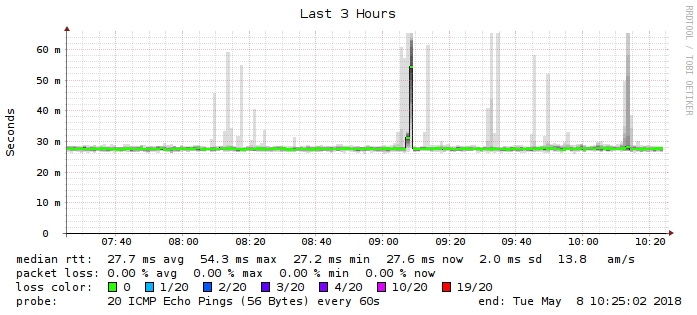 Last 3 Hours
RRDTOOL / TOBI OETIKER
Seconds
60 m
50 m
40 m
30 m
20 m
10 m
0
07:40 08:00 08:20 08:40 09:00 09:20 09:40 10:00 10:20
median rtt: 27.7 ms avg 54.3 ms max 27.2 ms min 27.6 ms now 2.0 ms sd 13.8 am/s
packet loss: 0.00 % avg 0.00 % max 0.00 % min 0.00 % now
loss color: 0 1/20 2/20 3/20 4/20 10/20 19/20
probe: 20 ICMP Echo Pings (56 Bytes) every 60s end: Tue May 8 10:25:02 2018